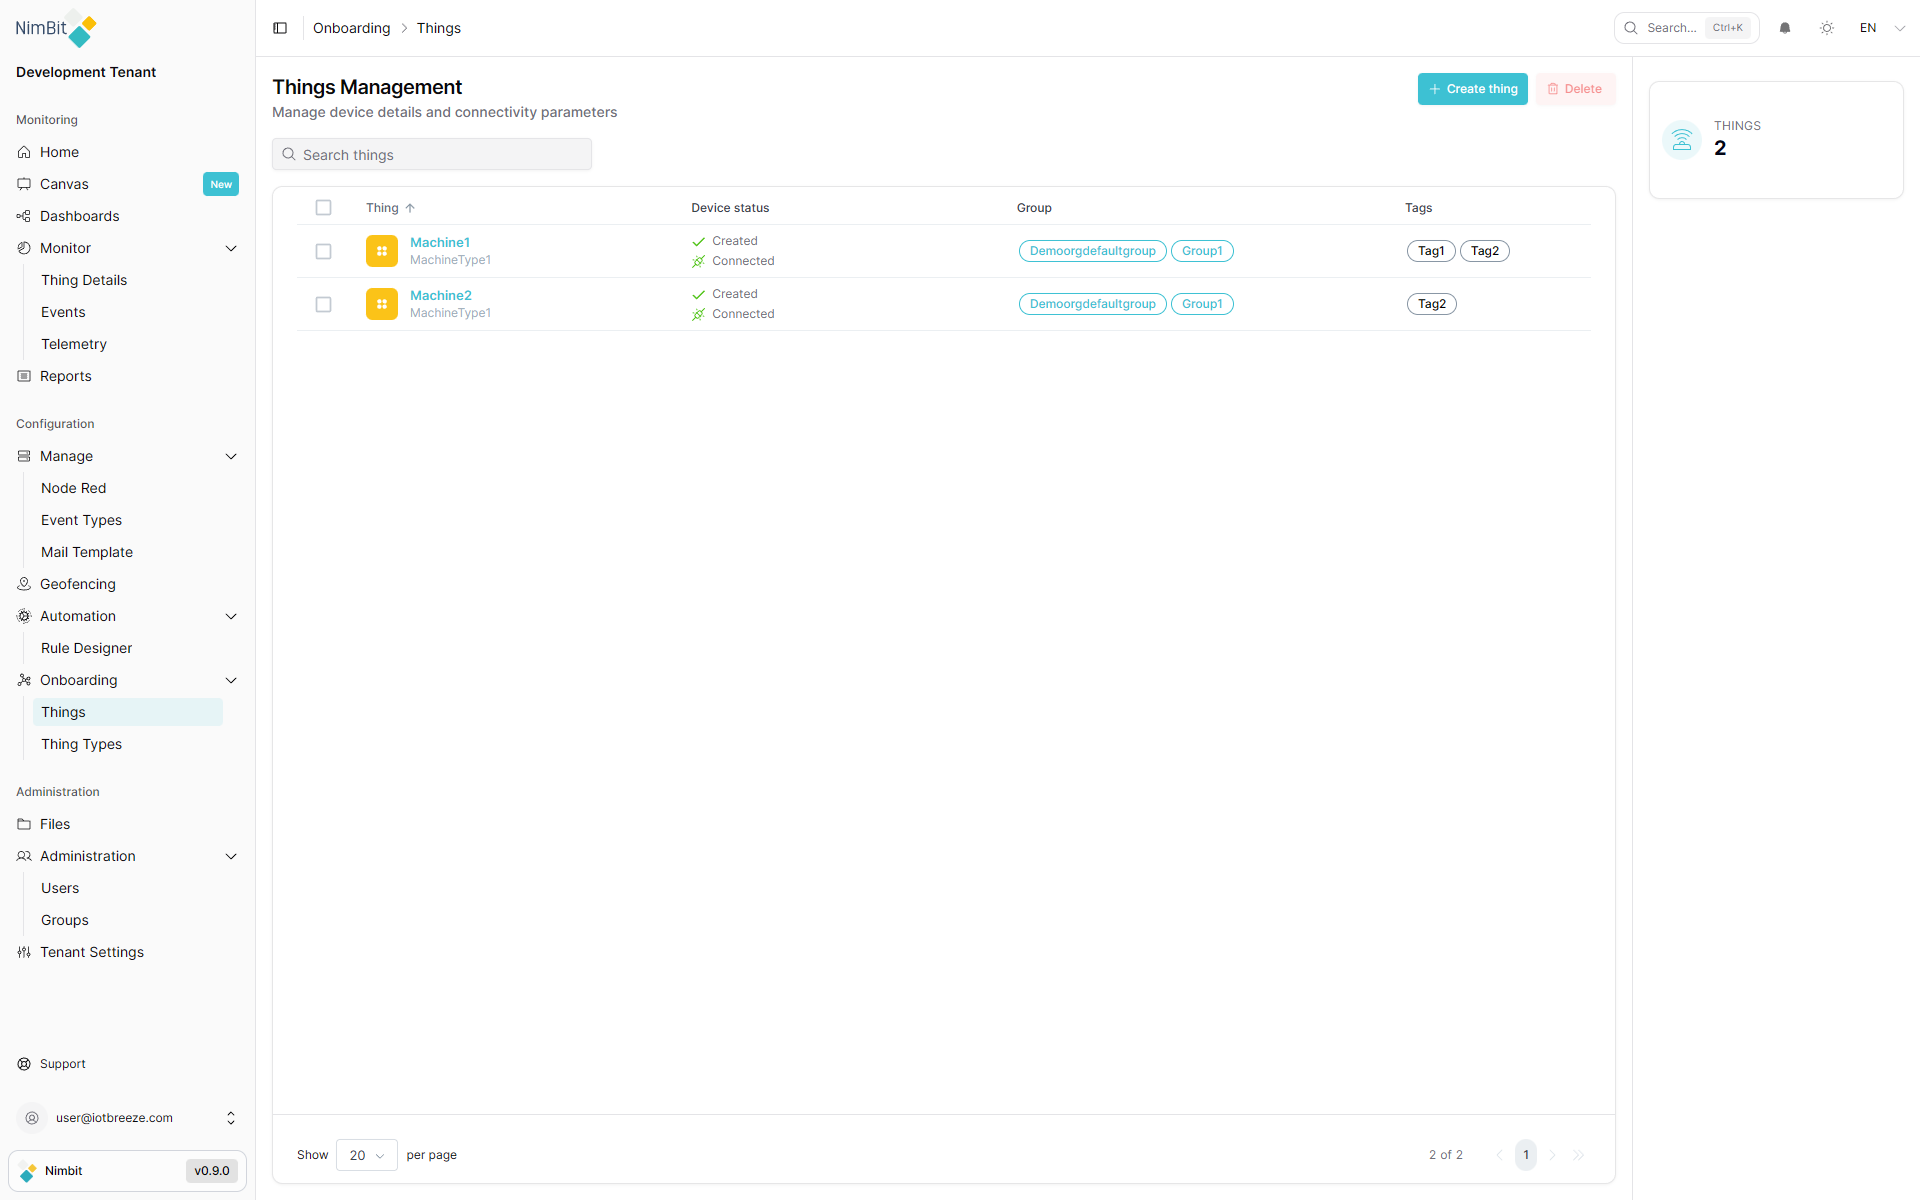 NimBit
Development Tenant
Monitoring
Home
Canvas New
Dashboards
Monitor
Thing Details
Events
Telemetry
Reports
Configuration
Manage
Node Red
Event Types
Mail Template
Geofencing
Automation
Rule Designer
Onboarding
Things
Thing Types
Administration
Files
Administration
Users
Groups
Tenant Settings
Support
user@iotbreeze.com
Nimbit v0.9.0
Onboarding > Things
Search... Ctrl+K EN
Things Management
Manage device details and connectivity parameters
Create thing Delete
Search things
Thing Device status Group Tags
Machine1
MachineType1
Created
Connected
Demoorgdefaultgroup Group1
Tag1 Tag2
Machine2
MachineType1
Created
Connected
Demoorgdefaultgroup Group1
Tag2
Show 20 per page
2 of 2 1
THINGS
2